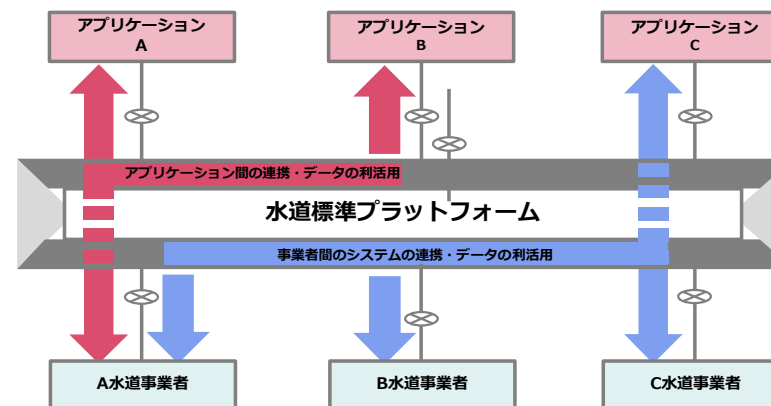 アプリケーション
A
アプリケーション
B
アプリケーション
C
アプリケーション間の連携・データの利活用
水道標準プラットフォーム
事業者間のシステムの連携・データの利活用
A水道事業者
B水道事業者
C水道事業者